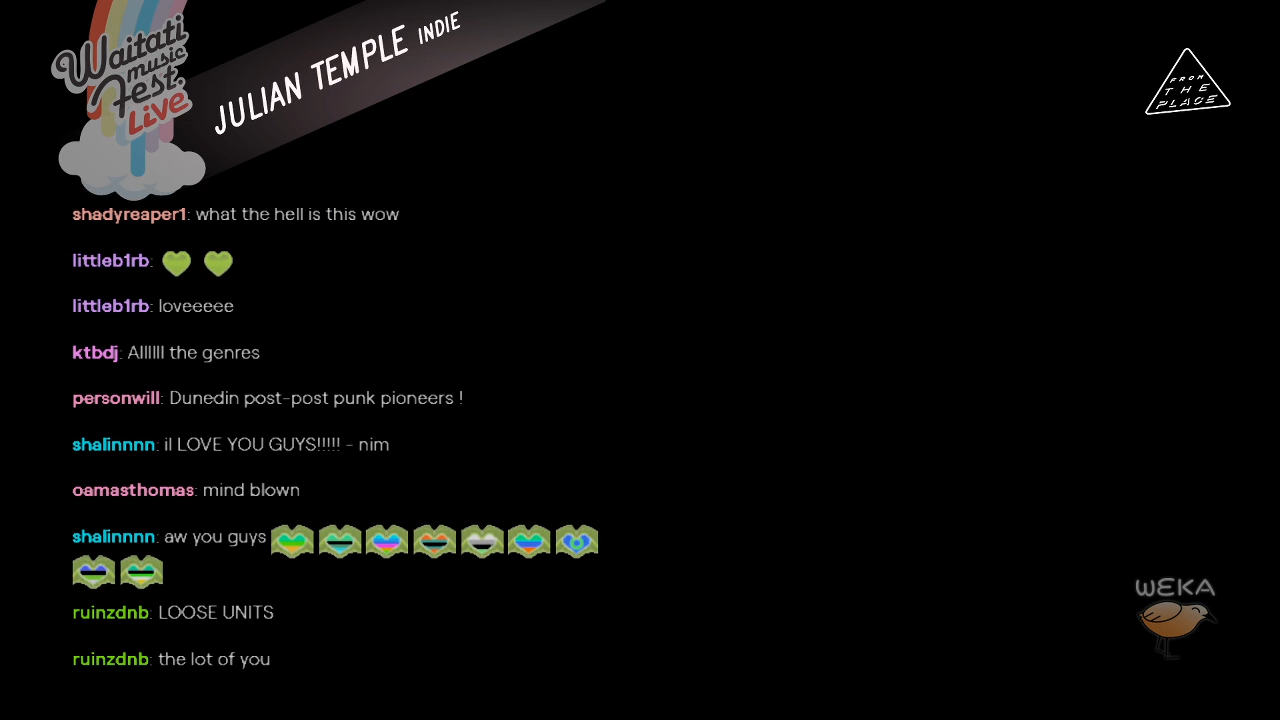 Waitati
music
Fest.
Live
JULIAN TEMPLE INDIE
FROM
THE
PLACE
shadyreaper1: what the hell is this wow
littleb1rb:
littleb1rb: loveeeee
ktbdj: Allllll the genres
personwill: Dunedin post-post punk pioneers !
shalinnnn: il LOVE YOU GUYS!!!!! - nim
oamasthomas: mind blown
shalinnnn: aw you guys
ruinzdnb: LOOSE UNITS
ruinzdnb: the lot of you
WEKA